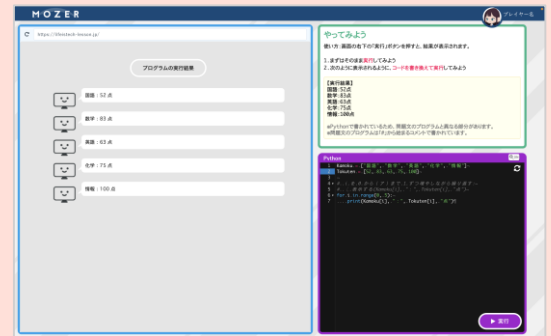 MOZER
プレイヤー名
https://lifeistech-lesson.jp/
プログラムの実行結果
国語：52 点
数学：83 点
英語：63 点
化学：75 点
情報：100 点
やってみよう
使い方：画面の右下の「実行」ボタンを押すと、結果が表示されます。
1.まずはそのまま実行してみよう
2.次のように表示されるように、コードを書き換えて実行してみよう
【実行結果】
国語：52点
数学：83点
英語：63点
化学：75点
情報：100点
※Pythonで書かれているため、問題文のプログラムと異なる部分があります。
※問題文のプログラムは「#」から始まるコメントで書かれています。
Python
1 Kamoku = ["国語", "数学", "英語", "化学", "情報"]
2 Tokuten = [52, 83, 63, 75, 100]
3
5
6 for i in range(0, 5):
7 print(Kamoku[i], "：", Tokuten[i], "点")
実行